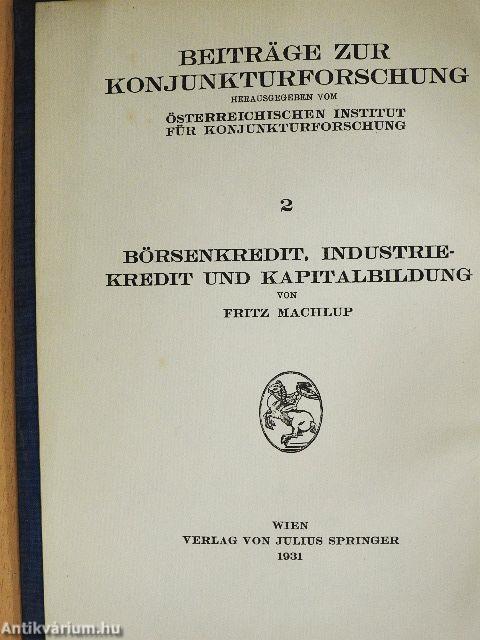 BEITRÄGE ZUR
KONJUNKTURFORSCHUNG
HERAUSGEGEBEN VOM
ÖSTERREICHISCHEN INSTITUT
FÜR KONJUNKTURFORSCHUNG
2
BÖRSENKREDIT, INDUSTRIE-
KREDIT UND KAPITALBILDUNG
VON
FRITZ MACHLUP
WIEN
VERLAG VON JULIUS SPRINGER
1931
Antikvárium.hu